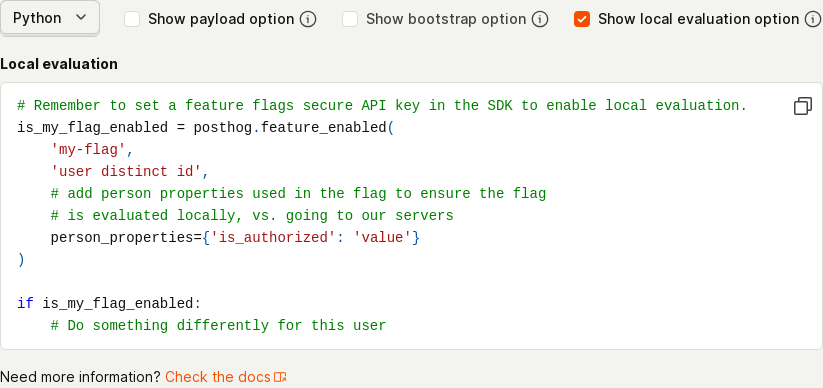 Python Show payload option Show bootstrap option Show local evaluation option
Local evaluation
# Remember to set a feature flags secure API key in the SDK to enable local evaluation.
is_my_flag_enabled = posthog.feature_enabled(
    'my-flag',
    'user distinct id',
    # add person properties used in the flag to ensure the flag
    # is evaluated locally, vs. going to our servers
    person_properties={'is_authorized': 'value'}
)
if is_my_flag_enabled:
    # Do something differently for this user
Need more information? Check the docs